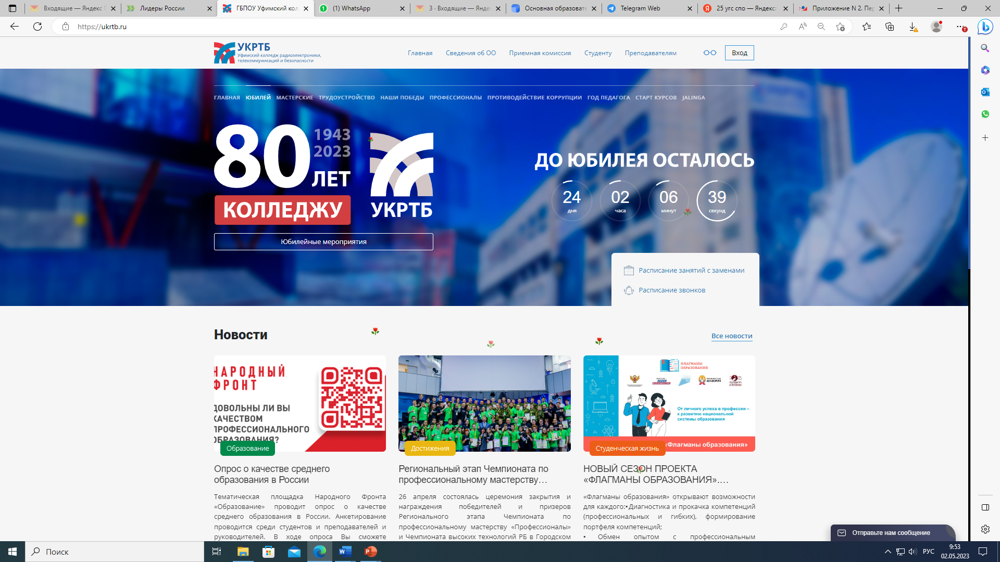 Входящие — Яндекс
Лидеры России
ГБПОУ Уфимский кол
(1) WhatsApp
3 · Входящие — Яндек
Основная образовате
Telegram Web
25 угс спо — Яндекс
Приложение N 2. Пе
https://ukrtb.ru
УКРТБ
Уфимский колледж радиоэлектроники,
телекоммуникаций и безопасности
Главная Сведения об ОО Приемная комиссия Студенту Преподавателям
Вход
ГЛАВНАЯ ЮБИЛЕЙ МАСТЕРСКИЕ ТРУДОУСТРОЙСТВО НАШИ ПОБЕДЫ ПРОФЕССИОНАЛЫ ПРОТИВОДЕЙСТВИЕ КОРРУПЦИИ ГОД ПЕДАГОГА СТАРТ КУРСОВ JALINGA
80
1943
2023
ЛЕТ
КОЛЛЕДЖУ
УКРТБ
Юбилейные мероприятия
ДО ЮБИЛЕЯ ОСТАЛОСЬ
24 02 06 39
дня часа минут секунд
Расписание занятий с заменами
Расписание звонков
Новости
Все новости
НАРОДНЫЙ
ФРОНТ
ДОВОЛЬНЫ ЛИ ВЫ
КАЧЕСТВОМ
ПРОФЕССИОНАЛЬНОГО
ОБРАЗОВАНИЯ?
Образование
Опрос о качестве среднего
образования в России
Тематическая площадка Народного Фронта
«Образование» проводит опрос о качестве
среднего образования в России. Анкетирование
проводится среди студентов и преподавателей и
руководителей. В ходе опроса Вы сможете
Достижения
Региональный этап Чемпионата по
профессиональному мастерству…
26 апреля состоялась церемония закрытия и
награждения победителей и призеров
Регионального этапа Чемпионата по
профессиональному мастерству «Профессионалы»
и Чемпионата высоких технологий РБ в Городском
ФЛАГМАНЫ
ОБРАЗОВАНИЯ
От личного успеха в профессии –
к развитию национальной
системы образования
«Флагманы образования»
Студенческая жизнь
НОВЫЙ СЕЗОН ПРОЕКТА
«ФЛАГМАНЫ ОБРАЗОВАНИЯ».…
«Флагманы образования» открывают возможности
для каждого:▪Диагностика и прокачка компетенций
(профессиональных и гибких), формирование
портфеля компетенций;
▪ Обмен опытом с профессиональным
Отправьте нам сообщение
Поиск
РУС
9:53
02.05.2023